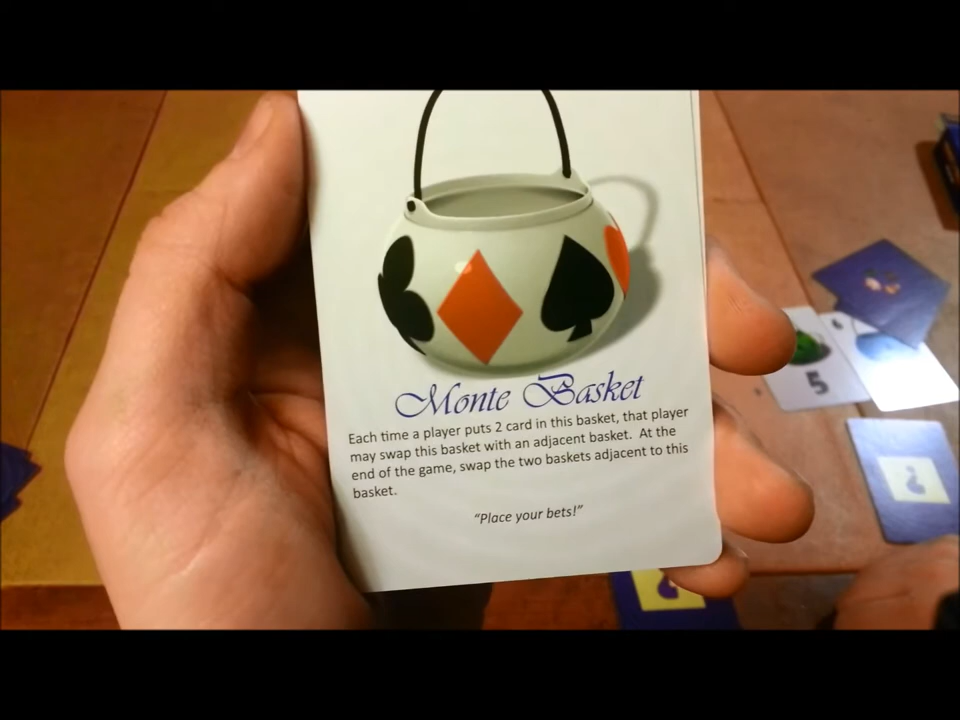 Monte Basket
Each time a player puts 2 card in this basket, that player
may swap this basket with an adjacent basket. At the
end of the game, swap the two baskets adjacent to this
basket.
"Place your bets!"
5
?
?